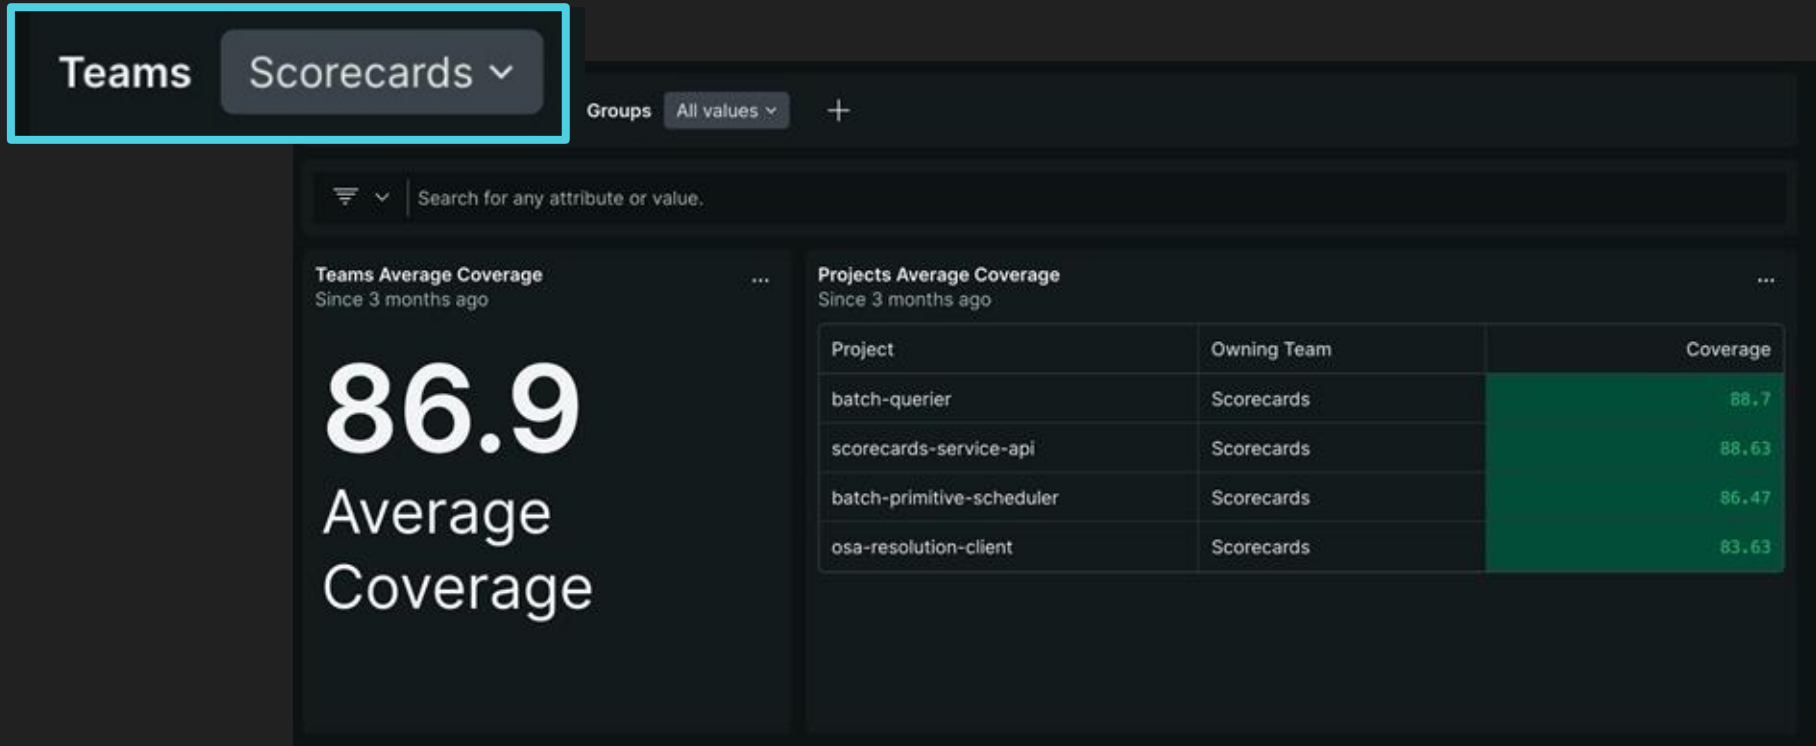 Teams Scorecards
Groups All values
Search for any attribute or value.
Teams Average Coverage
Since 3 months ago
86.9
Average
Coverage
Projects Average Coverage
Since 3 months ago
Project Owning Team Coverage
batch-querier Scorecards 88.7
scorecards-service-api Scorecards 88.63
batch-primitive-scheduler Scorecards 86.47
osa-resolution-client Scorecards 83.63